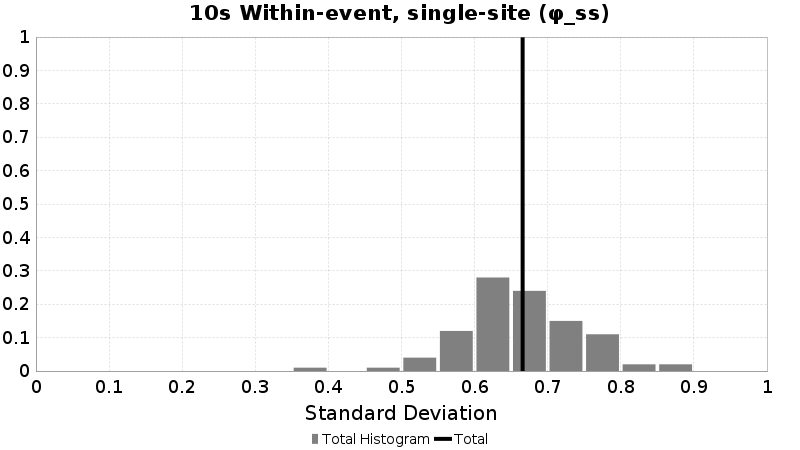 10s Within-event, single-site (φ_ss)
1
0.9
0.8
0.7
0.6
0.5
0.4
0.3
0.2
0.1
0
0 0.1 0.2 0.3 0.4 0.5 0.6 0.7 0.8 0.9 1
Standard Deviation
Total Histogram Total